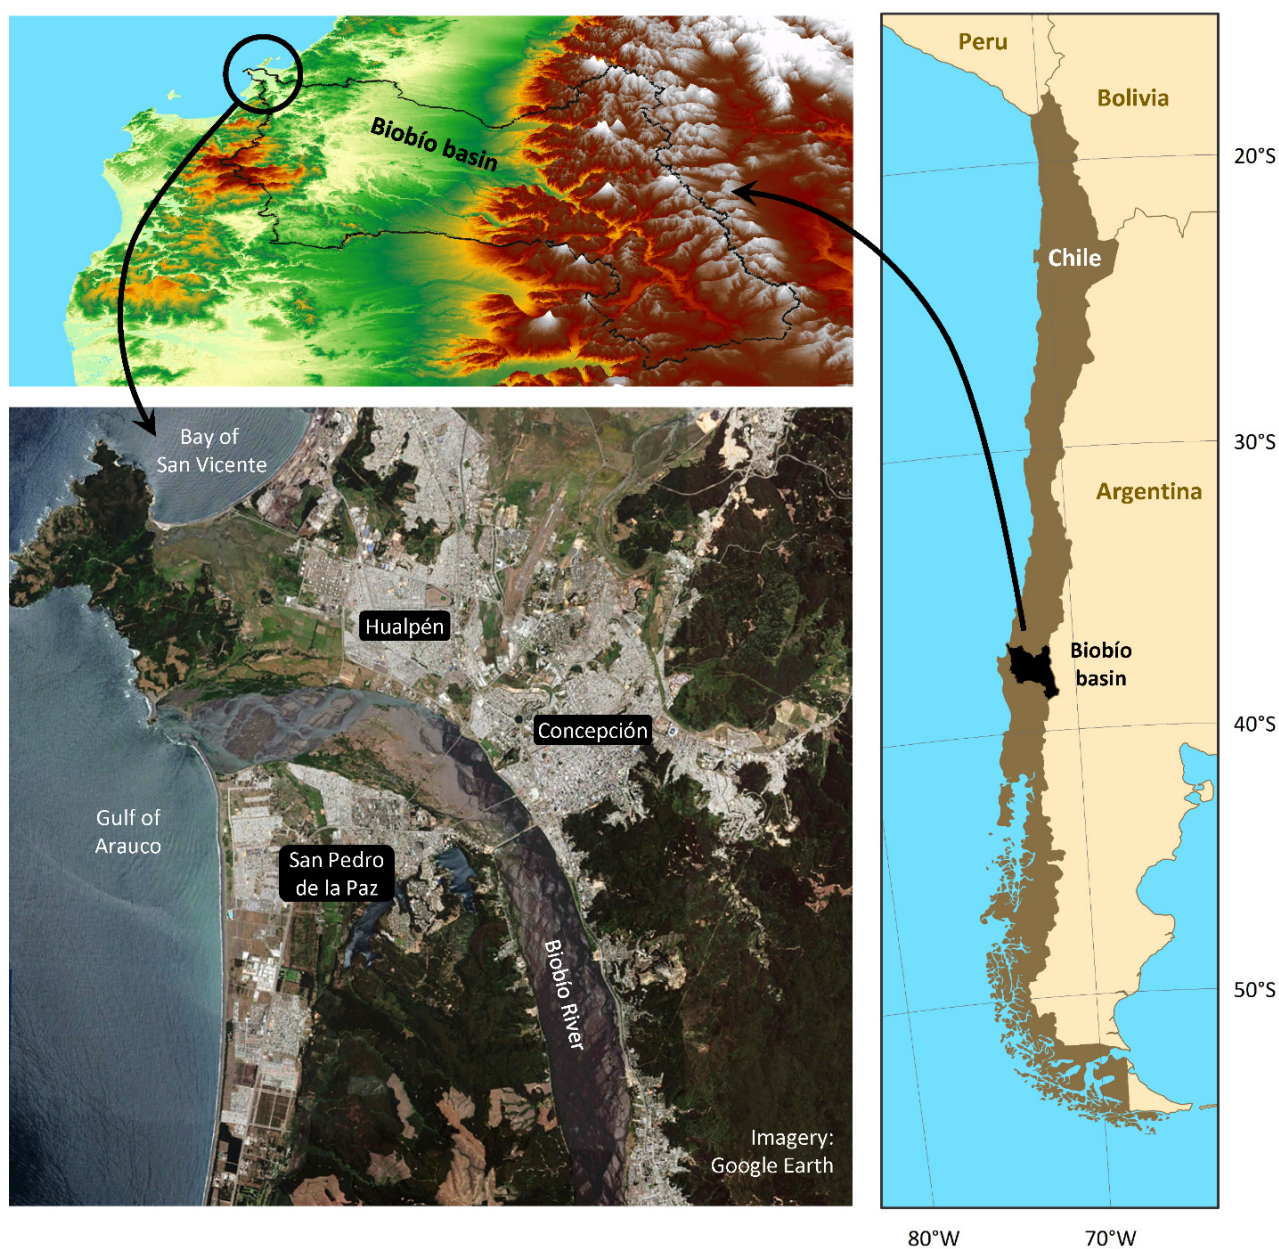 Biobío basin
Bay of
San Vicente
Hualpén
Concepción
Gulf of
Arauco
San Pedro
de la Paz
Biobío River
Imagery:
Google Earth
Peru
Bolivia
20°S
Chile
30°S
Argentina
Biobío
basin
40°S
50°S
80°W
70°W